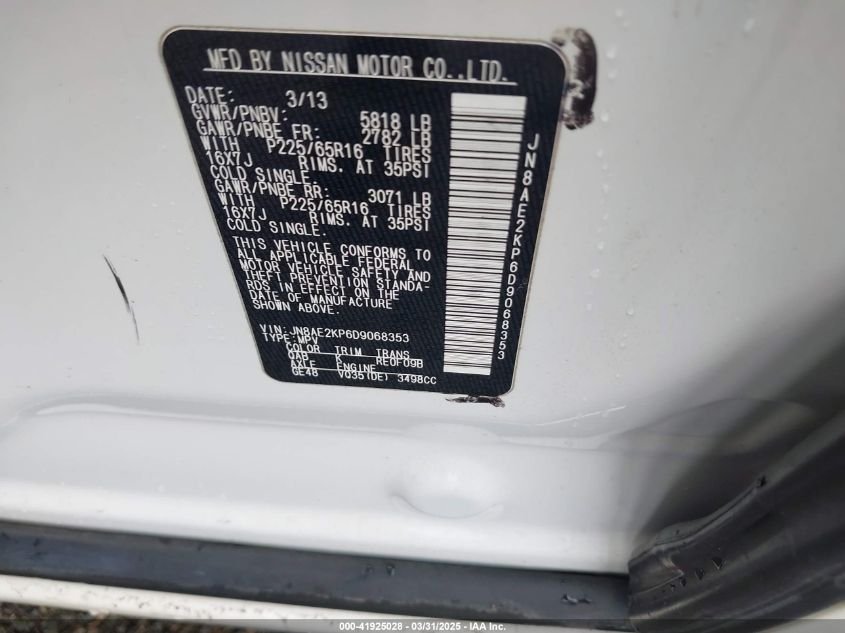 MFD BY NISSAN MOTOR CO.,LTD.
DATE: 3/13
GVWR/PNBV: 5818 LB
GAWR/PNBE FR: 2782 LB
WITH P225/65R16 TIRES
16X7J RIMS. AT 35PSI
COLD SINGLE.
GAWR/PNBE RR: 3071 LB
WITH P225/65R16 TIRES
16X7J RIMS. AT 35PSI
COLD SINGLE.
THIS VEHICLE CONFORMS TO
ALL APPLICABLE FEDERAL
MOTOR VEHICLE SAFETY AND
THEFT PREVENTION STANDA-
RDS IN EFFECT ON THE
DATE OF MANUFACTURE
SHOWN ABOVE.
VIN: JN8AE2KP6D9068353
TYPE: MPV
COLOR TRIM TRANS
QAB K RE0F09B
AXLE ENGINE
GE48 VQ35(DE) 3498CC
JN8AE2KP6D9068353
000-41925028 - 03/31/2025 - IAA Inc.